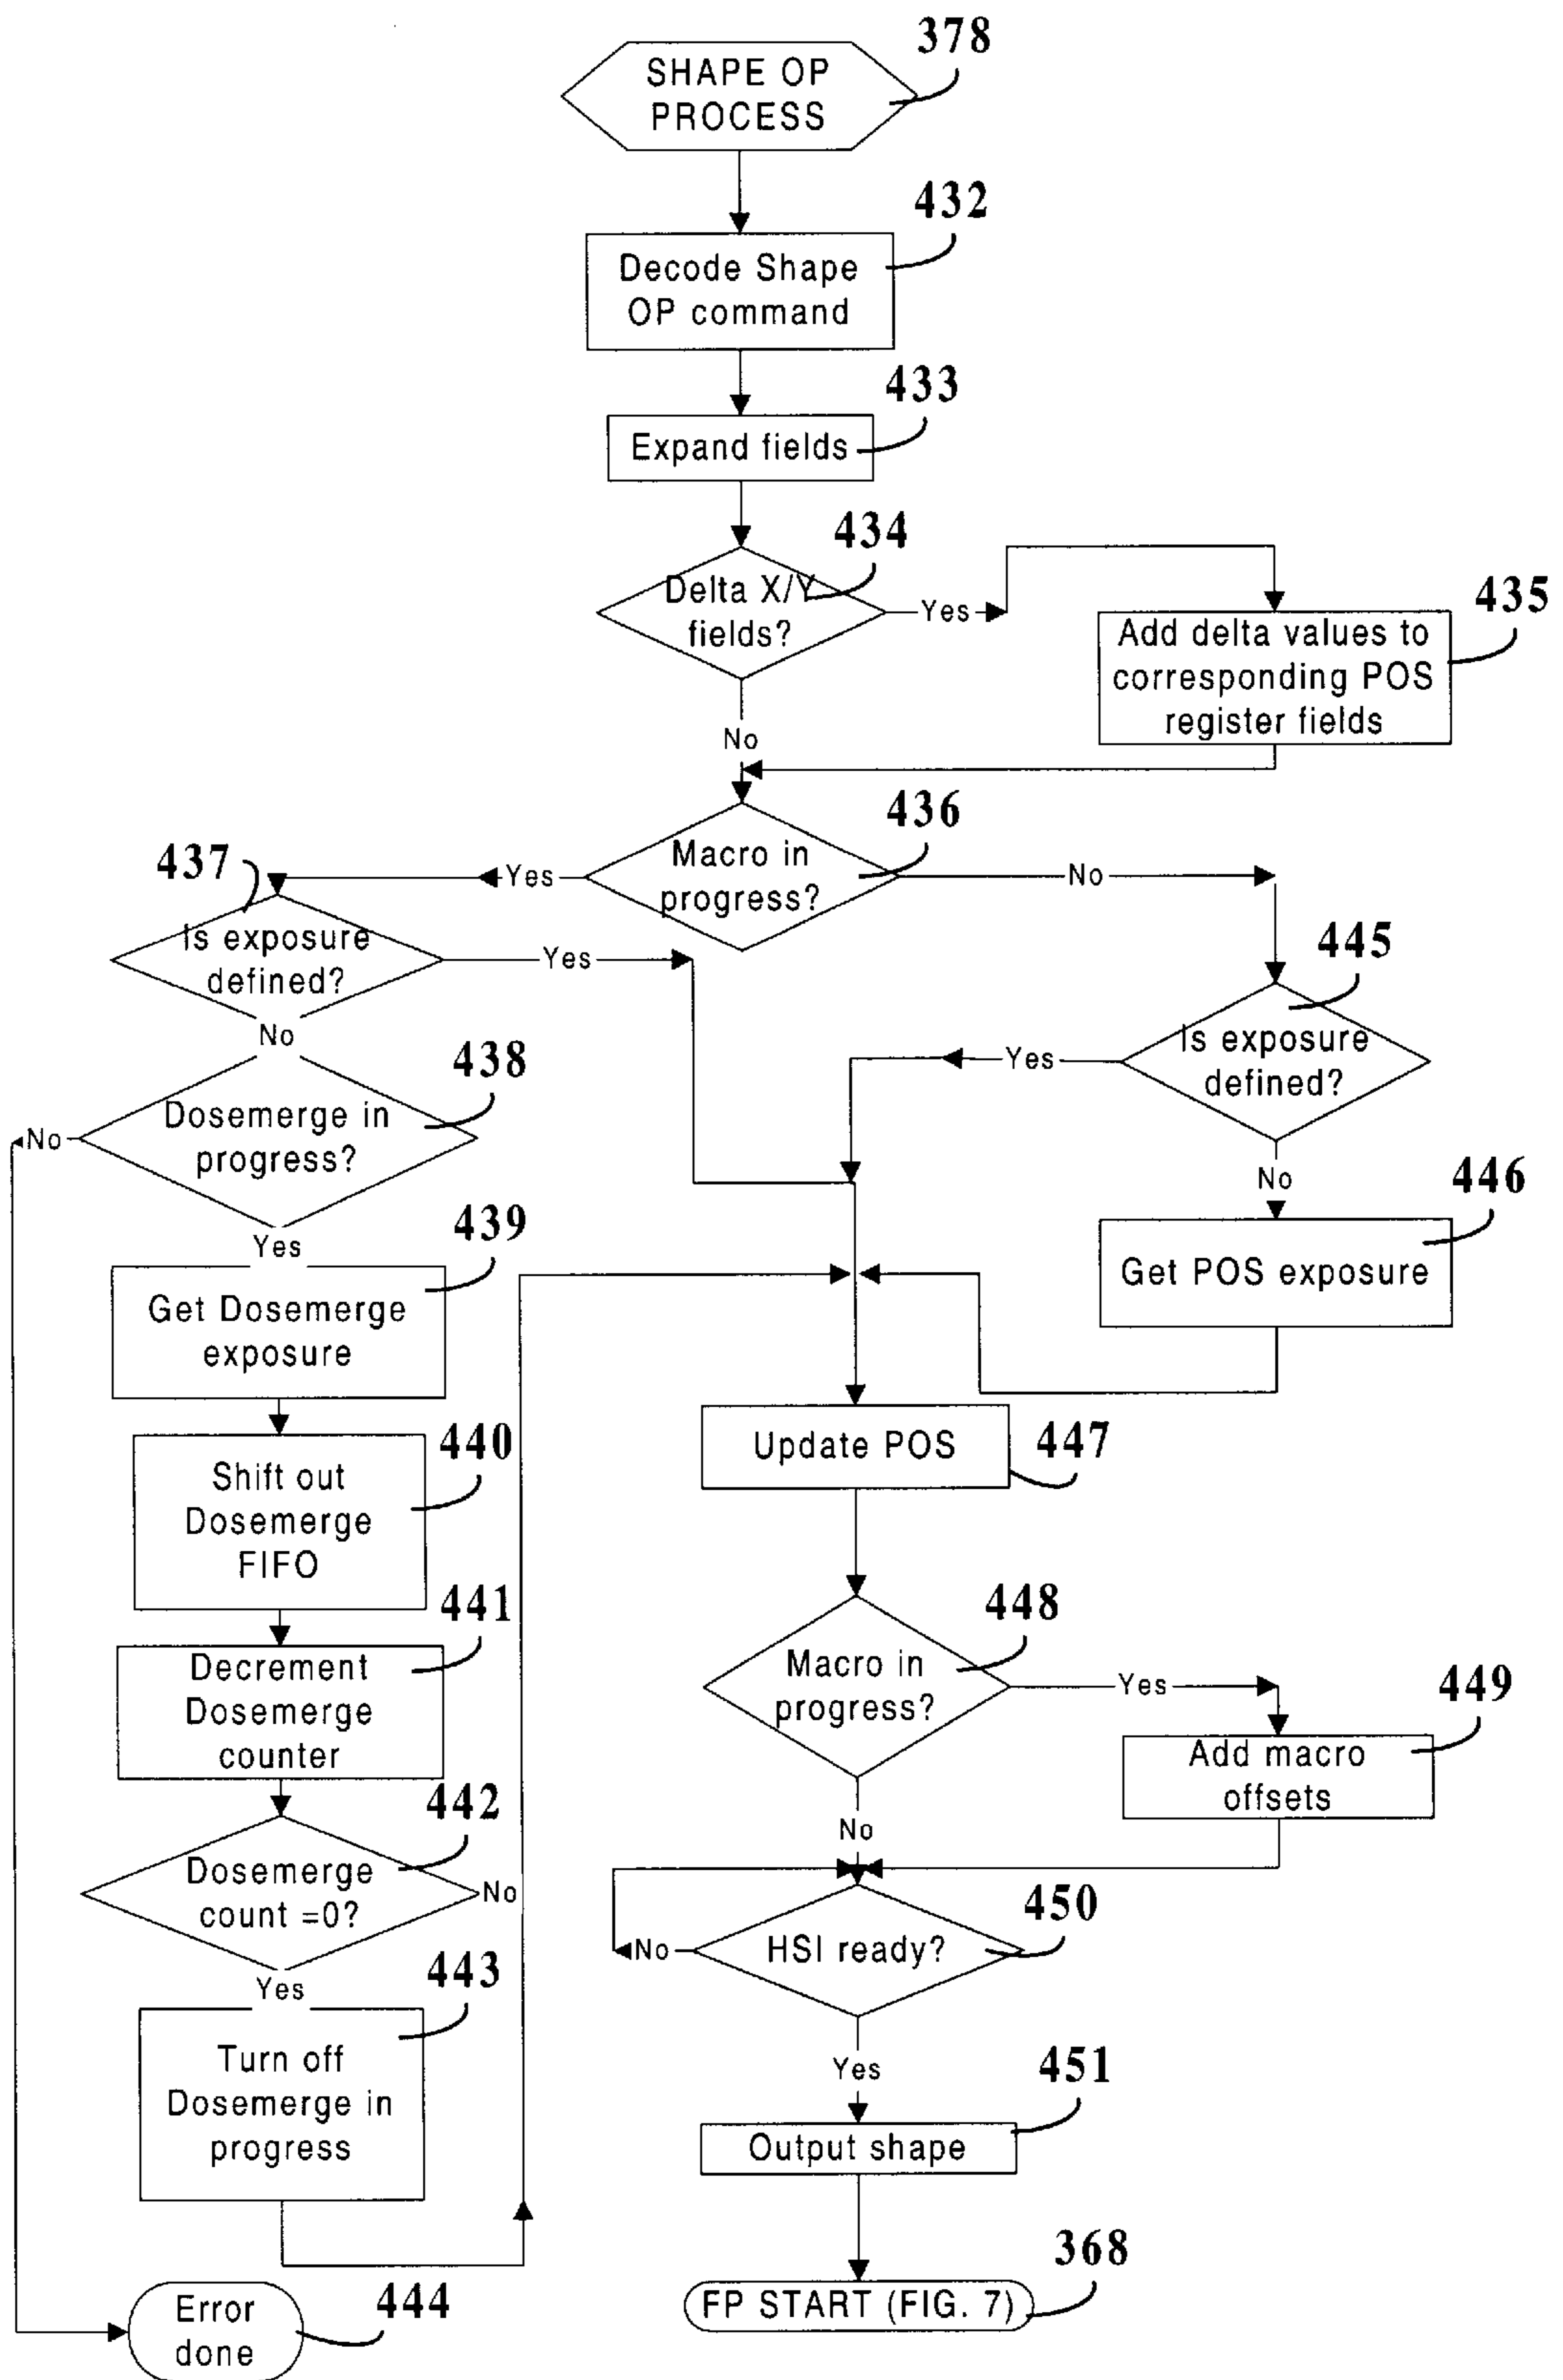 378
SHAPE OP
PROCESS
432
Decode Shape
OP command
433
Expand fields
434
Delta X/Y
fields?
Yes
435
Add delta values to
corresponding POS
register fields
No
436
Macro in
progress?
Yes
No
437
Is exposure
defined?
Yes
No
445
Is exposure
defined?
Yes
No
438
Dosemerge in
progress?
No
Yes
446
Get POS exposure
439
Get Dosemerge
exposure
440
Shift out
Dosemerge
FIFO
447
Update POS
441
Decrement
Dosemerge
counter
448
Macro in
progress?
Yes
No
449
Add macro
offsets
442
Dosemerge
count =0?
No
Yes
450
HSI ready?
No
Yes
443
Turn off
Dosemerge in
progress
451
Output shape
368
FP START (FIG. 7)
444
Error
done